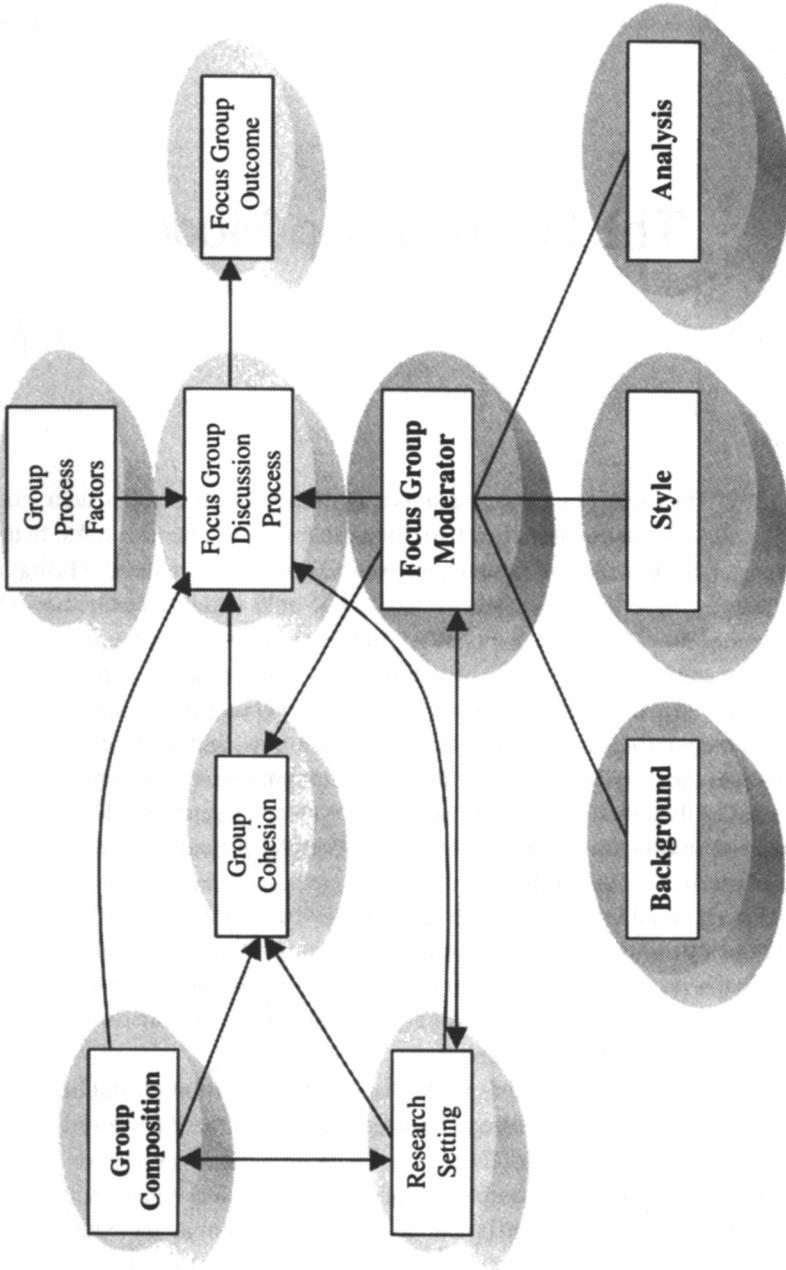 Group
Process
Factors
Group
Composition
Group
Cohesion
Focus Group
Discussion
Process
Focus Group
Outcome
Research
Setting
Focus Group
Moderator
Background
Style
Analysis